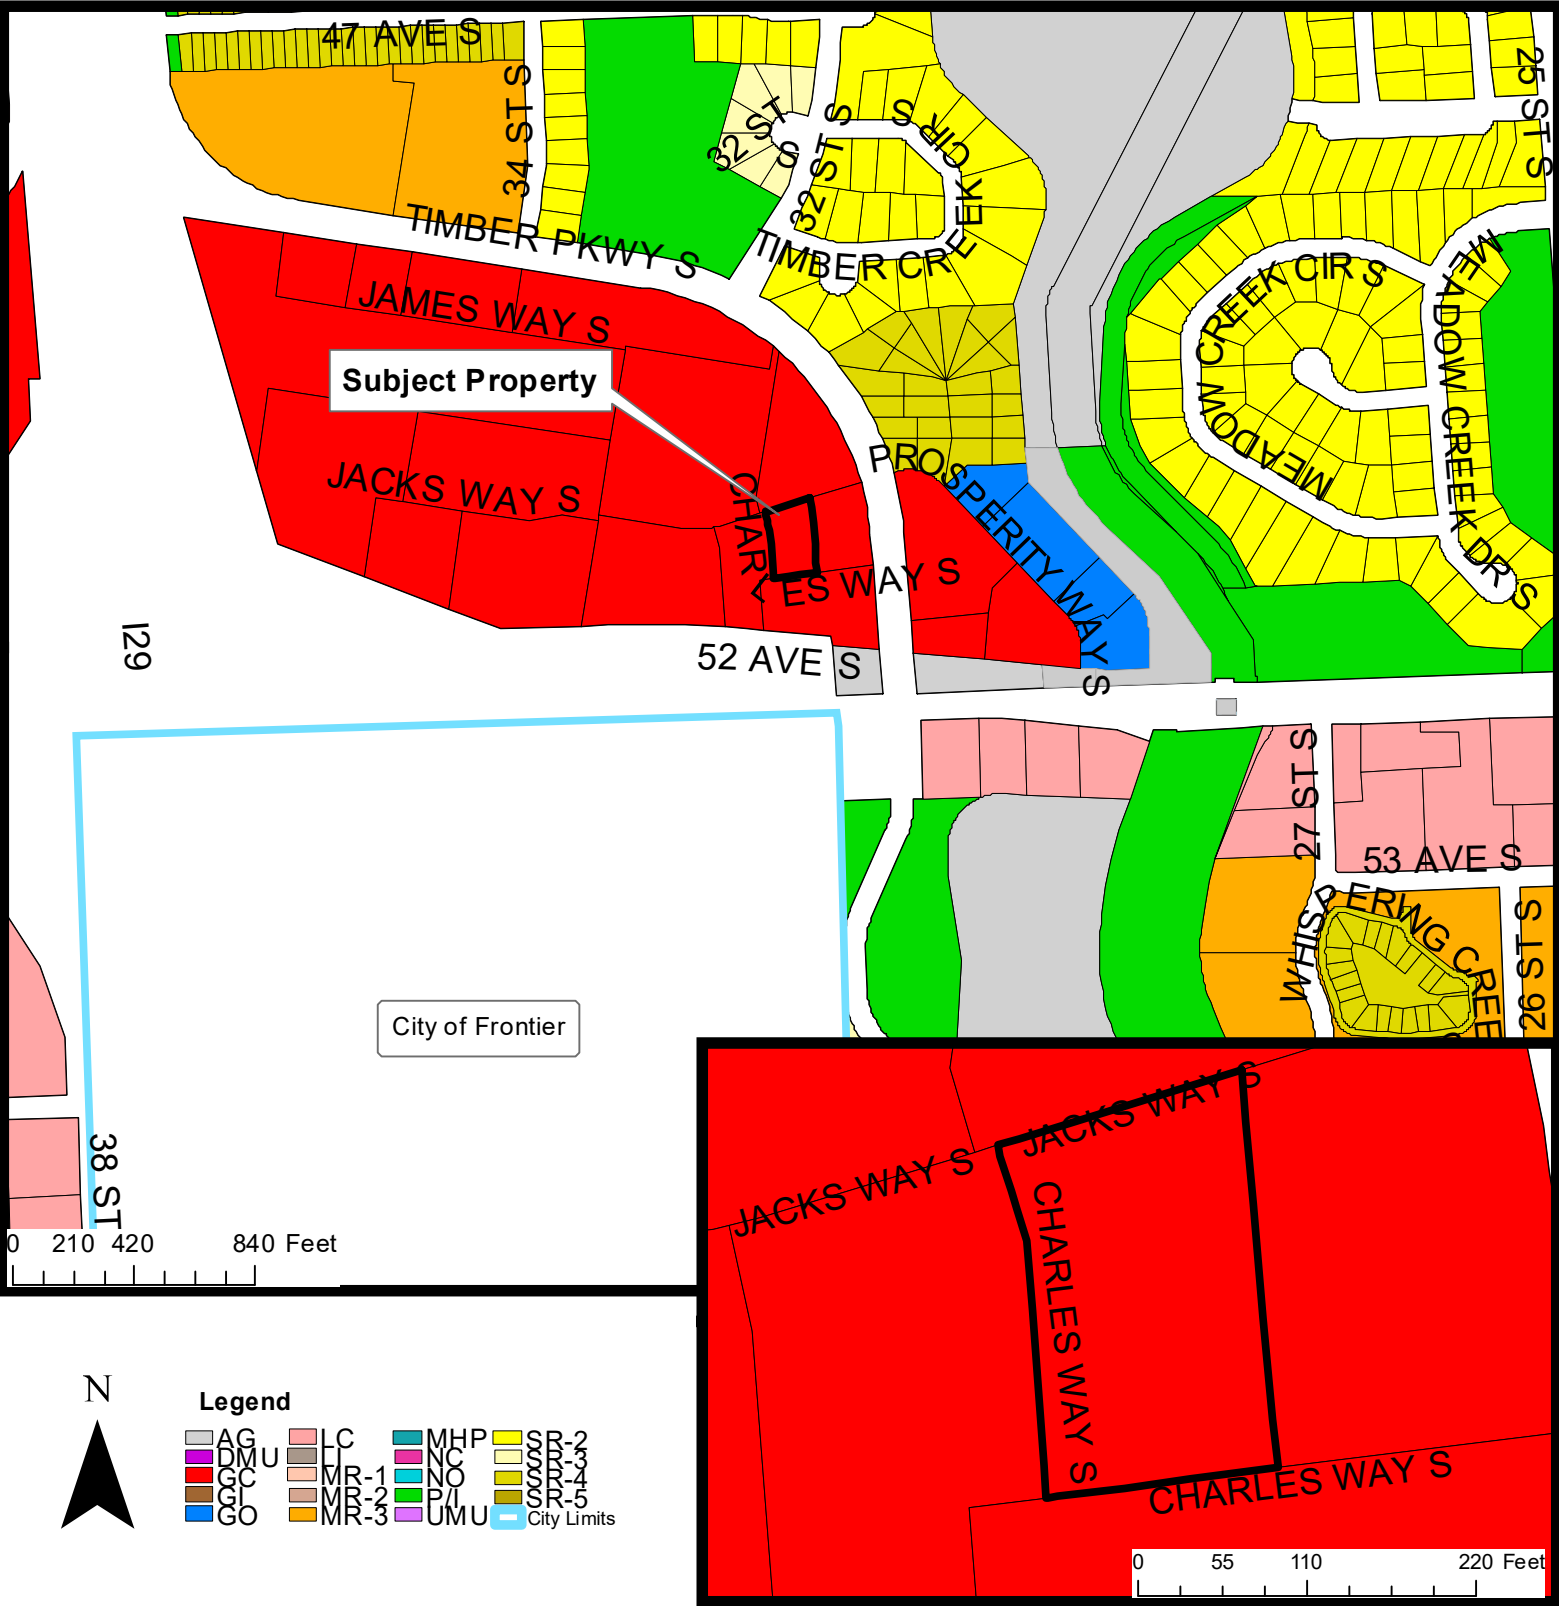 47 AVE S
34 ST S
32 ST S
32 ST S
TIMBER CREEK CIR S
25 ST S
TIMBER PKWY S
JAMES WAY S
MEADOW CREEK CIR S
MEADOW CREEK DR S
Subject Property
JACKS WAY S
PROSPERITY WAY S
CHARLES WAY S
I29
52 AVE S
27 ST S
53 AVE S
WHISPERING CREE
26 ST S
City of Frontier
38 ST
0 210 420 840 Feet
JACKS WAY S
JACKS WAY S
CHARLES WAY S
CHARLES WAY S
0 55 110 220 Feet
N
Legend
AG
DMU
GC
GI
GO
LC
LI
MR-1
MR-2
MR-3
MHP
NC
NO
P/I
UMU
SR-2
SR-3
SR-4
SR-5
City Limits